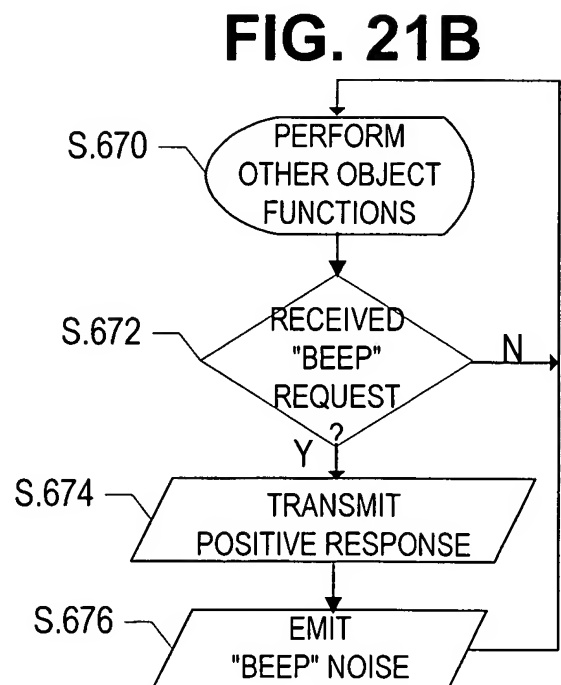 FIG. 21B
S.670
PERFORM
OTHER OBJECT
FUNCTIONS
S.672
RECEIVED
"BEEP"
REQUEST
?
N
Y
S.674
TRANSMIT
POSITIVE RESPONSE
S.676
EMIT
"BEEP" NOISE